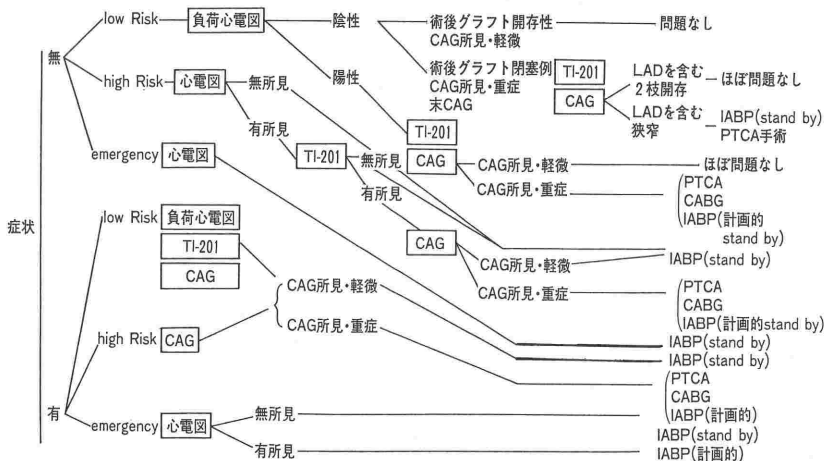 症状
無
low Risk 負荷心電図
陰性
術後グラフト開存性
CAG所見・軽微
問題なし
術後グラフト閉塞例
CAG所見・重症
末CAG
Tl-201
CAG
LADを含む
2枝開存
ほぼ問題なし
LADを含む
狭窄
IABP(stand by)
PTCA手術
陽性
Tl-201
CAG
CAG所見・軽微
ほぼ問題なし
CAG所見・重症
PTCA
CABG
IABP(計画的
stand by)
high Risk 心電図
無所見
有所見
Tl-201
無所見
有所見
CAG
CAG所見・軽微
IABP(stand by)
CAG所見・重症
PTCA
CABG
IABP(計画的stand by)
emergency 心電図
IABP(stand by)
有
low Risk 負荷心電図
Tl-201
CAG
high Risk CAG
CAG所見・軽微
IABP(stand by)
CAG所見・重症
PTCA
CABG
IABP(計画的)
emergency 心電図
無所見
IABP(stand by)
有所見
IABP(計画的)